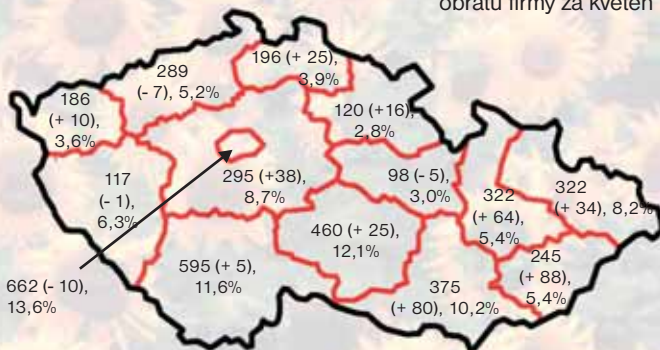 obratu firmy za květen
196 (+ 25),
3,9%
289
(- 7), 5,2%
186
(+ 10),
3,6%
120 (+16),
2,8%
117
(- 1),
6,3%
295 (+38),
8,7%
98 (- 5),
3,0%
322
(+ 64),
5,4%
322
(+ 34), 8,2%
460 (+ 25),
12,1%
245
(+ 88),
5,4%
595 (+ 5),
11,6%
375
(+ 80), 10,2%
662 (- 10),
13,6%